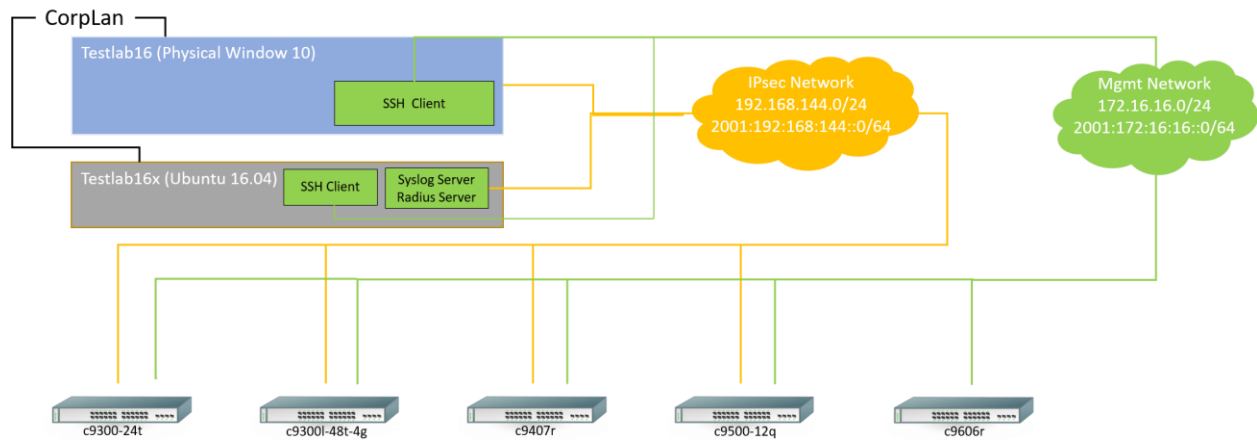 CorpLan
Testlab16 (Physical Window 10)
SSH Client
IPsec Network
192.168.144.0/24
2001:192:168:144::0/64
Mgmt Network
172.16.16.0/24
2001:172:16:16::0/64
Testlab16x (Ubuntu 16.04)
SSH Client
Syslog Server
Radius Server
c9300-24t
c9300l-48t-4g
c9407r
c9500-12q
c9606r